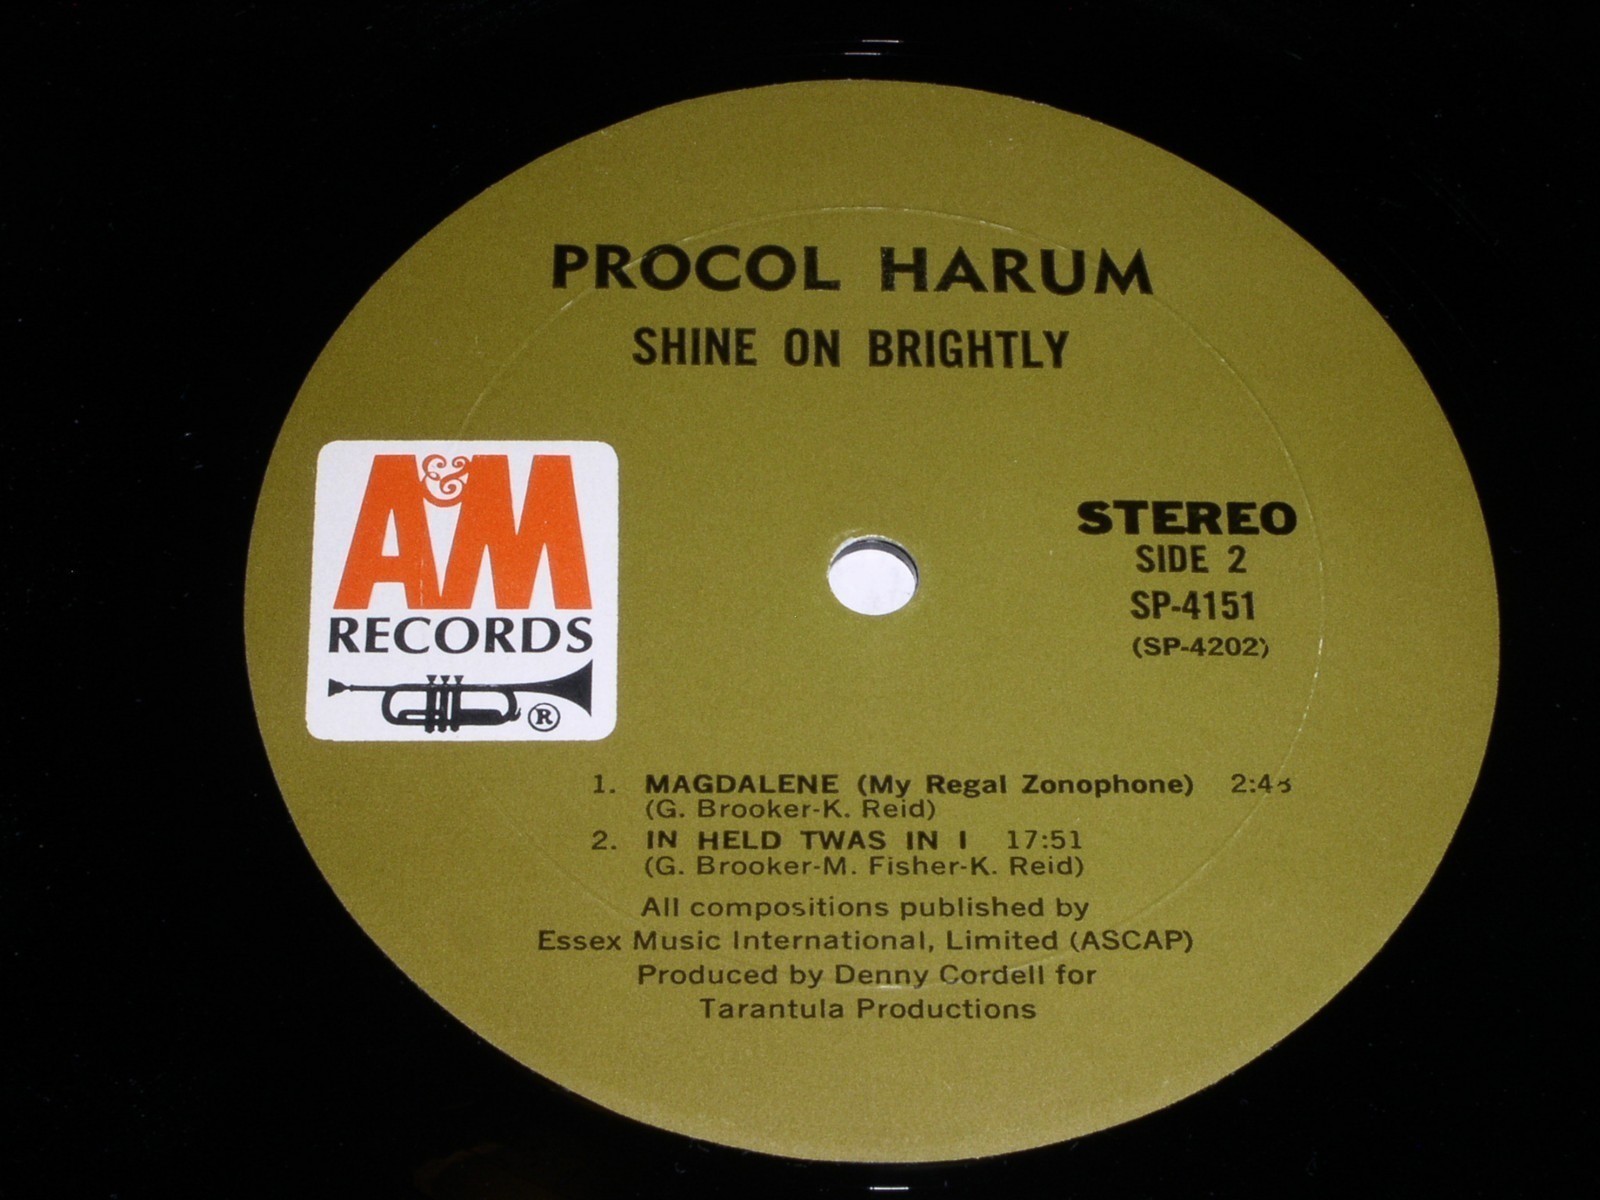 PROCOL HARUM
SHINE ON BRIGHTLY
A&M
RECORDS
®
STEREO
SIDE 2
SP-4151
(SP-4202)
1. MAGDALENE (My Regal Zonophone)
(G. Brooker-K. Reid)
2. IN HELD TWAS IN I 17:51
(G. Brooker-M. Fisher-K. Reid)
All compositions published by
Essex Music International, Limited (ASCAP)
Produced by Denny Cordell for
Tarantula Productions